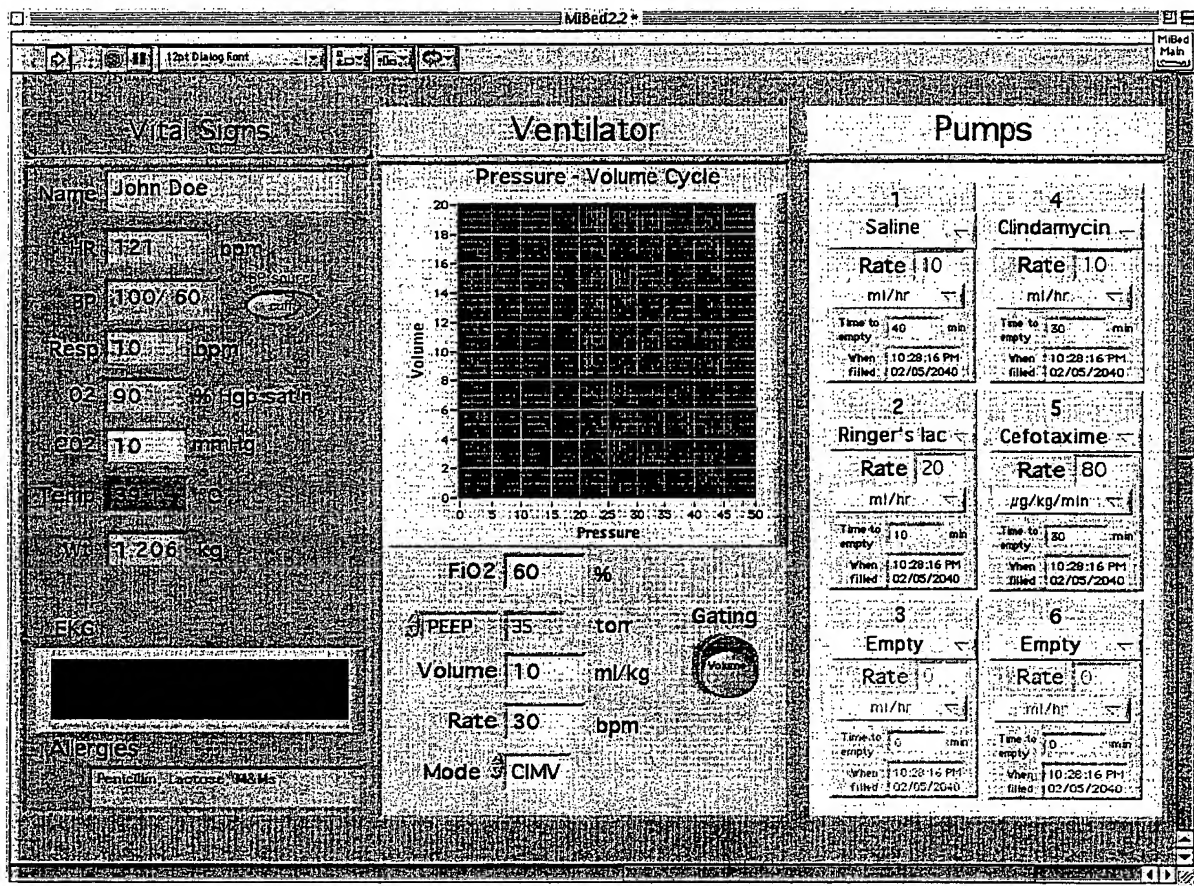 MiBed2.2 *
MiBed
Main
12pt Dialog Font
Vital Signs
Name John Doe
HR 121 bpm
BP 100/ 60
Resp 10 bpm
O2 90 % Hgb sat'n
CO2 10 mmHg
Temp 39 °C
Wt 1.206 kg
EKG
Allergies
Penicillin, Lactose, M&Ms
Ventilator
Pressure - Volume Cycle
Volume
20
18
16
14
12
10
8
6
4
2
0
0 5 10 15 20 25 30 35 40 45 50
Pressure
FiO2 60 %
PEEP 35 torr
Volume 10 ml/kg
Rate 30 bpm
Mode CIMV
Gating
Volume
Pumps
1
Saline
Rate 10
ml/hr
Time to
empty 40 min
When
filled 10:28:16 PM
02/05/2040
4
Clindamycin
Rate 10
ml/hr
Time to
empty 30 min
When
filled 10:28:16 PM
02/05/2040
2
Ringer's lac
Rate 20
ml/hr
Time to
empty 10 min
When
filled 10:28:16 PM
02/05/2040
5
Cefotaxime
Rate 80
µg/kg/min
Time to
empty 30 min
When
filled 10:28:16 PM
02/05/2040
3
Empty
Rate 0
ml/hr
Time to
empty 0 min
When
filled 10:28:16 PM
02/05/2040
6
Empty
Rate 0
ml/hr
Time to
empty 0 min
When
filled 10:28:16 PM
02/05/2040